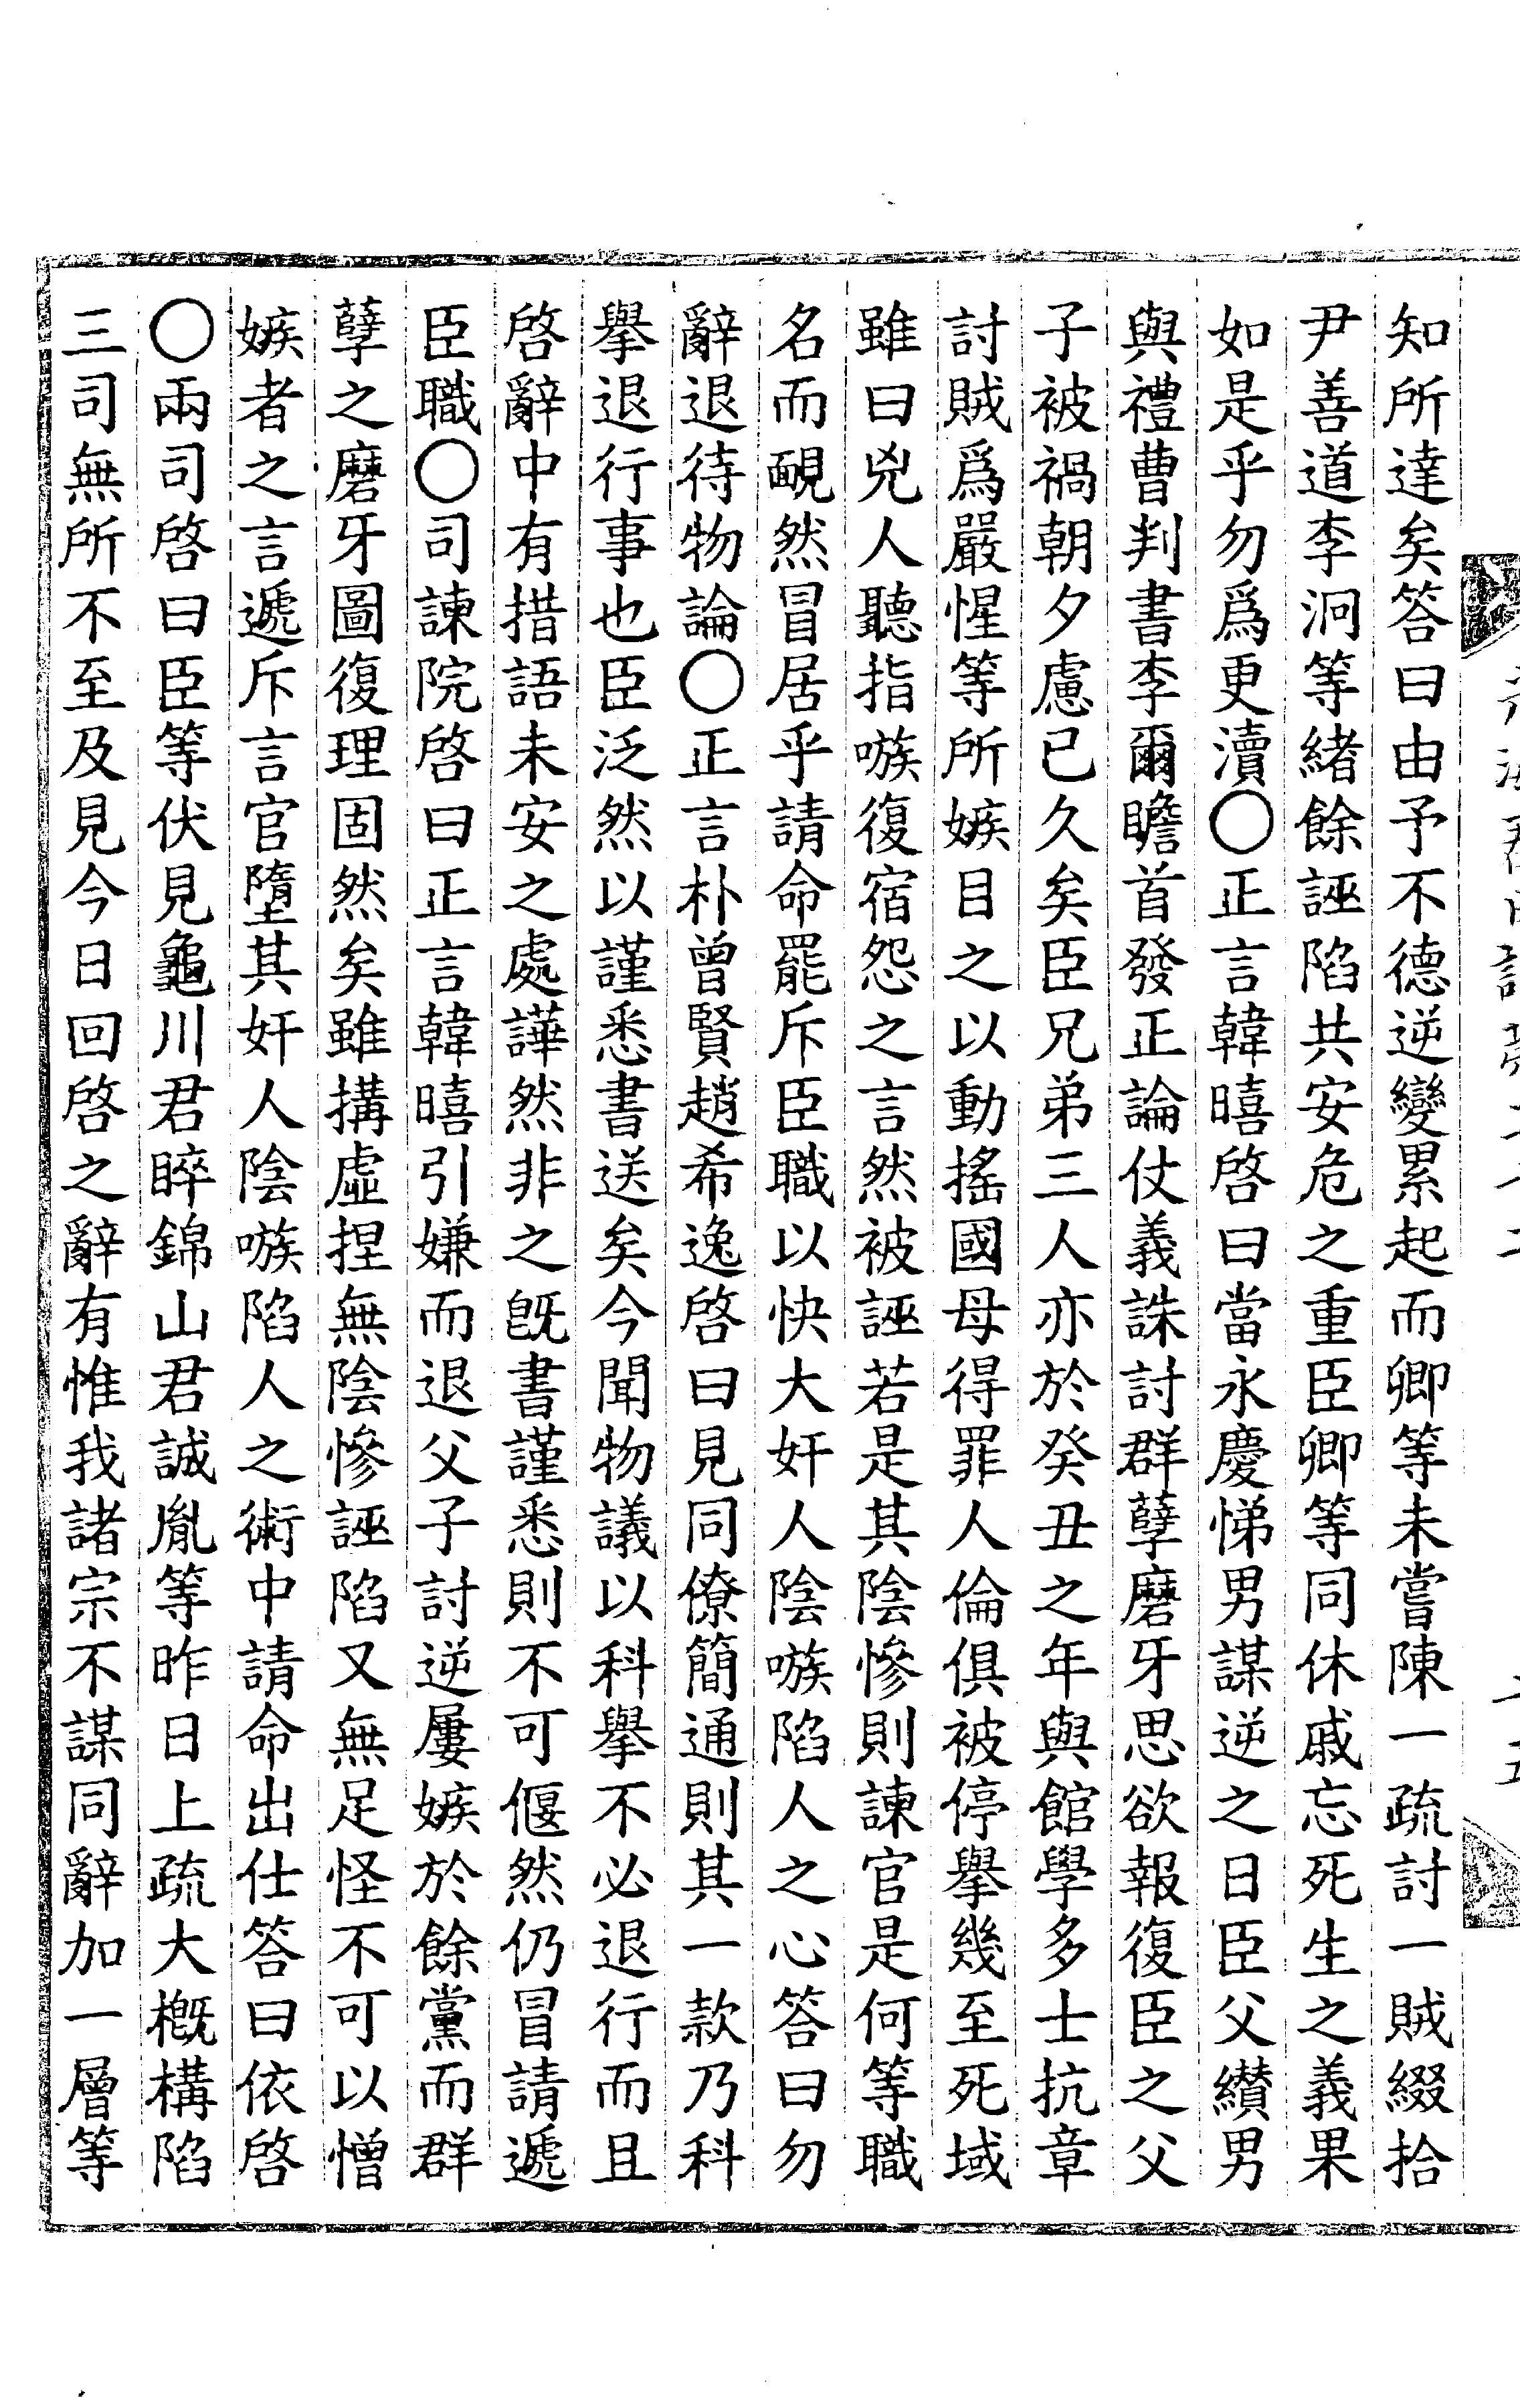 知所達矣答曰由予不德逆變累起而卿等未嘗陳一疏討一賊綴拾
尹善道李泂等緖餘誣陷共安危之重臣卿等同休戚忘死生之義果
如是乎勿爲更瀆○正言韓暿啓曰當永慶悌男謀逆之日臣父纘男
與禮曹判書李爾瞻首發正論仗義誅討群孽磨牙思欲報復臣之父
子被禍朝夕慮已久矣臣兄弟三人亦於癸丑之年與館學多士抗章
討賊爲嚴惺等所嫉目之以動搖國母得罪人倫俱被停擧幾至死域
雖曰兇人聽指嗾復宿怨之言然被誣若是其陰慘則諫官是何等職
名而靦然冒居乎請命罷斥臣職以快大奸人陰嗾陷人之心答曰勿
辭退待物論○正言朴曾賢趙希逸啓曰見同僚簡通則其一款乃科
擧退行事也臣泛然以謹悉書送矣今聞物議以科擧不必退行而且
啓辭中有措語未安之處譁然非之旣書謹悉則不可偃然仍冒請遞
臣職○司諫院啓曰正言韓暿引嫌而退父子討逆屢嫉於餘黨而群
孽之磨牙圖復理固然矣雖搆虛捏無陰慘誣陷又無足怪不可以憎
嫉者之言遞斥言官墮其奸人陰嗾陷人之術中請命出仕答曰依啓
○兩司啓曰臣等伏見龜川君睟錦山君誠胤等昨日上疏大槪構陷
三司無所不至及見今日回啓之辭有惟我諸宗不謀同辭加一層等